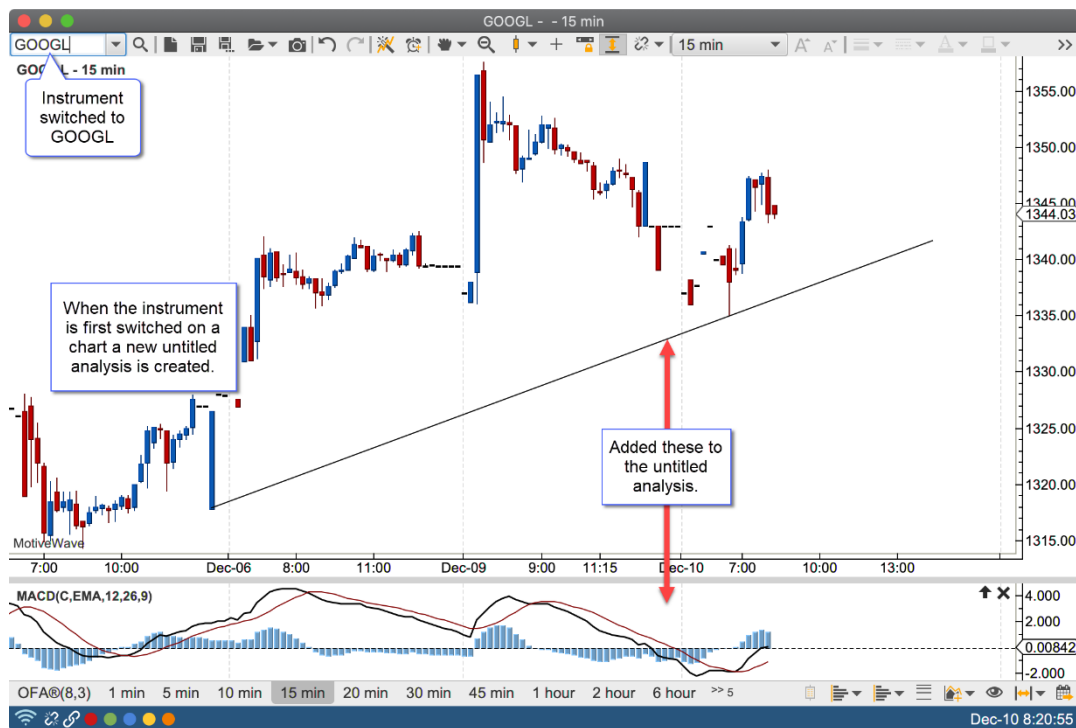 GOOGL - - 15 min
GOOGL
15 min
GOO L - 15 min
Instrument
switched to
GOOGL
When the instrument
is first switched on a
chart a new untitled
analysis is created.
Added these to
the untitled
analysis.
1355.00
1350.00
1345.00
1344.03
1340.00
1335.00
1330.00
1325.00
1320.00
1315.00
MotiveWave
7:00 10:00 Dec-06 8:00 11:00 Dec-09 9:00 11:15 Dec-10 7:00 10:00 13:00
MACD(C,EMA,12,26,9)
4.000
2.000
0.00842
-2.000
OFA®(8,3) 1 min 5 min 10 min 15 min 20 min 30 min 45 min 1 hour 2 hour 6 hour >> 5
Dec-10 8:20:55